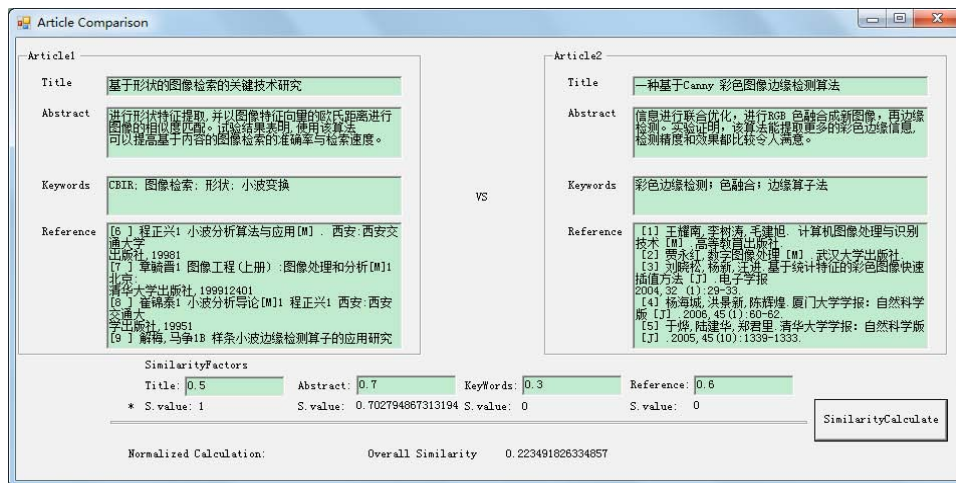 Article Comparison
Article1
Title
基于形状的图像检索的关键技术研究
Abstract
进行形状特征提取,并以图像特征向量的欧氏距离进行
图像的相似度匹配。试验结果表明,使用该算法
可以提高基于内容的图像检索的准确率与检索速度。
Keywords
CBIR; 图像检索; 形状; 小波变换
Reference
[6 ] 程正兴1 小波分析算法与应用[M] . 西安:西安交
通大学
出版社,19981
[7 ] 章毓晋1 图像工程(上册) :图像处理和分析[M]1
北京:
清华大学出版社,199912401
[8 ] 崔锦泰1 小波分析导论[M]1 程正兴1 西安:西安
交通大
学出版社,19951
[9 ] 解梅,马争1B 样条小波边缘检测算子的应用研究
VS
Article2
Title
一种基于Canny 彩色图像边缘检测算法
Abstract
信息进行联合优化，进行RGB 色融合成新图像，再边缘
检测。实验证明，该算法能提取更多的彩色边缘信息,
检测精度和效果都比较令人满意。
Keywords
彩色边缘检测；色融合；边缘算子法
Reference
[1] 王耀南,李树涛,毛建旭. 计算机图像处理与识别
技术 [M] .高等教育出版社.
[2] 贾永红,数字图像处理 [M] . 武汉大学出版社.
[3] 刘晓松,杨新,汪进.基于统计特征的彩色图像快速
插值方法 [J] .电子学报
2004,32 (1):29-33.
[4] 杨海城,洪景新,陈辉煌.厦门大学学报：自然科学
版 [J] .2006,45(1):60-62.
[5] 于烨,陆建华,郑君里.清华大学学报：自然科学版
[J] .2005,45(10):1339-1333.
SimilarityFactors
Title: 0.5 Abstract: 0.7 KeyWords: 0.3 Reference: 0.6
* S.value: 1 S.value: 0.702794867313194 S.value: 0 S.value: 0
SimilarityCalculate
Normalized Calculation: Overall Similarity 0.223491826334857